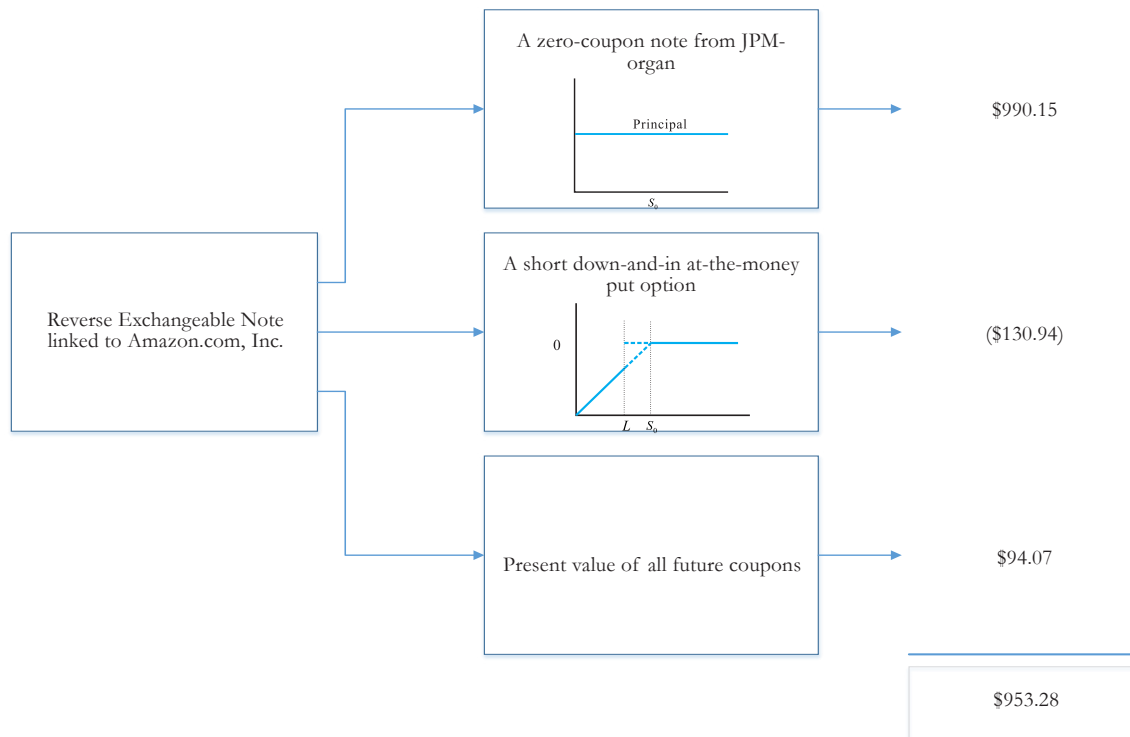 A zero-coupon note from JPM-
organ
Principal
S₀
$990.15
Reverse Exchangeable Note
linked to Amazon.com, Inc.
A short down-and-in at-the-money
put option
0
L S₀
($130.94)
Present value of all future coupons
$94.07
$953.28